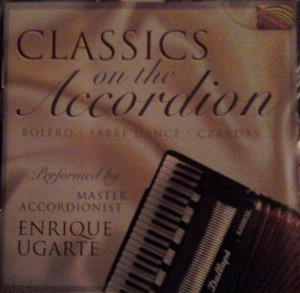 CLASSICS
on the
Accordion
BOLERO • SABRE DANCE • CZARDAS
Performed by
MASTER
ACCORDIONIST
ENRIQUE
UGARTE